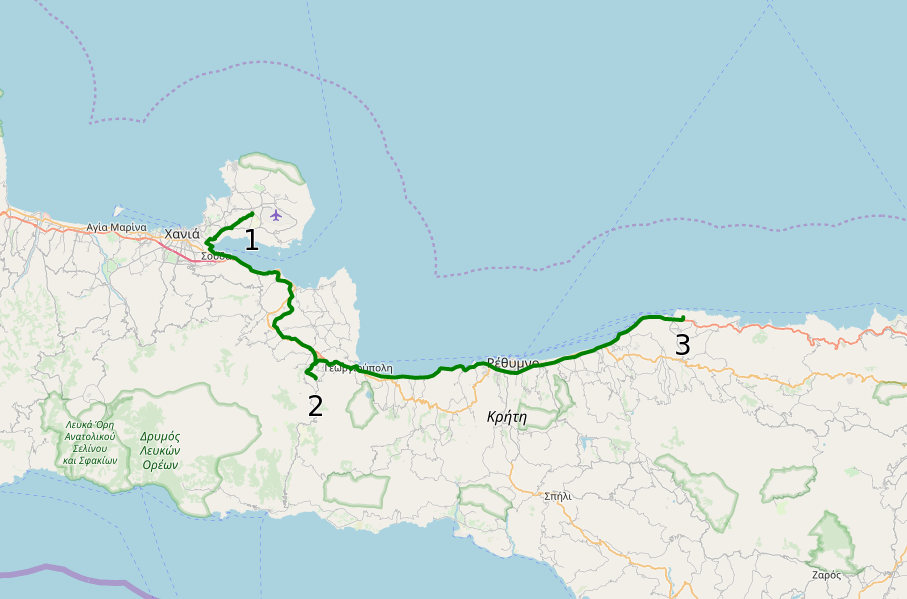 Αγία Μαρίνα
Χανιά
1
Σούδα
3
Γεωργιούπολη
Ρέθυμνο
2
Κρήτη
Λευκά Όρη
Ανατολικού
Σελίνου
και Σφακίων
Δρυμός
Λευκών
Ορέων
Σπήλι
Ζαρός